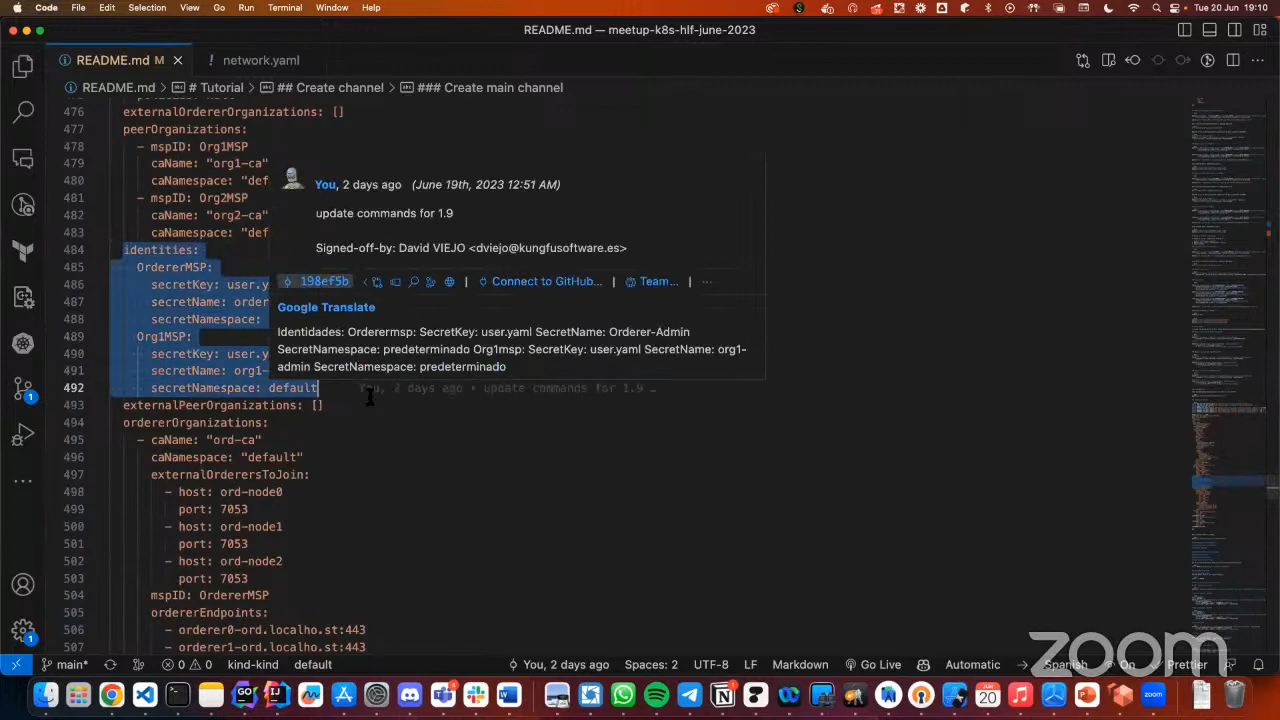 Code File Edit Selection View Go Run Terminal Window Help Tue 20 Jun 19:10
README.md — meetup-k8s-hlf-june-2023
README.md M network.yaml
README.md > # Tutorial > ## Create channel > ### Create main channel
476 externalOrdererOrganizations: []
477 peerOrganizations:
478 - mspID: Org1MSP
479 caName: "org1-ca"
480 caNamespace: "def
481 - mspID: Org2MSP
482 caName: "org2-ca"
483 caNamespace: "def
484 identities:
485 OrdererMSP:
486 secretKey: user.y
487 secretName: order
488 secretNamespace:
489 Org1MSP:
490 secretKey: user.y
491 secretName: org1-
492 secretNamespace: default You, 2 days ago • update commands for 1.9 …
493 externalPeerOrganizations: []
494 ordererOrganizations:
495 - caName: "ord-ca"
496 caNamespace: "default"
497 externalOrderersToJoin:
498 - host: ord-node0
499 port: 7053
500 - host: ord-node1
501 port: 7053
502 - host: ord-node2
503 port: 7053
504 mspID: OrdererMSP
505 ordererEndpoints:
506 - orderer0-ord.localho.st:443
507 - orderer1-ord.localho.st:443
You, 2 days ago (June 19th, 2023 12:51 AM)
update commands for 1.9
Signed-off-by: David VIEJO <dviejo@kungfusoftware.es>
198ef5b | Connect to GitHub... | Team... | ...
Google Translate
Identidades: Orderermsp: SecretKey: user.yaml SecretName: Orderer-Admin
SecretNamespace: predeterminado Org1msp: SecretKey: user.yaml SecretName: org1-
admin SecretNamespace: predeterminado
main* 0 0 kind-kind default You, 2 days ago Spaces: 2 UTF-8 LF Markdown Go Live Automatic Spanish On Prettier
zoom